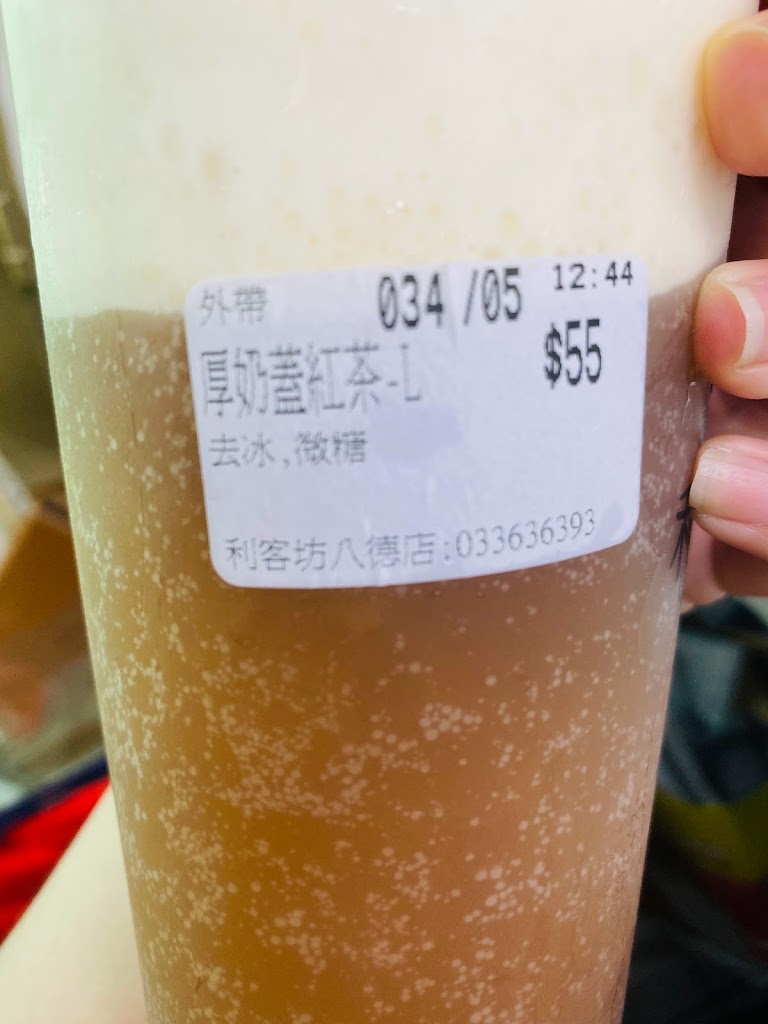 外帶 034 /05 12:44
厚奶蓋紅茶-L $55
去冰,微糖
利客坊八德店:033636393